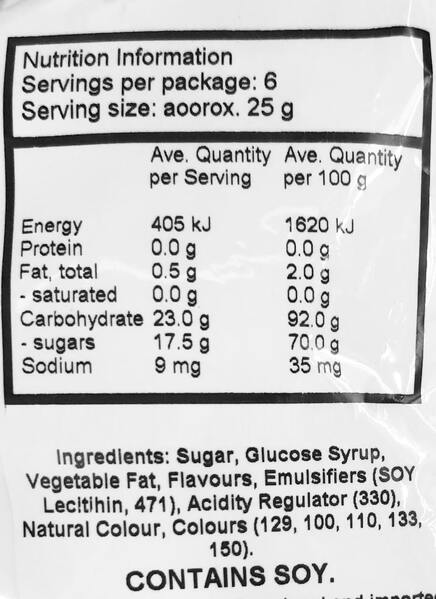 Nutrition Information
Servings per package: 6
Serving size: aoorox. 25 g
Ave. Quantity Ave. Quantity
per Serving per 100 g
Energy 405 kJ 1620 kJ
Protein 0.0 g 0.0 g
Fat, total 0.5 g 2.0 g
- saturated 0.0 g 0.0 g
Carbohydrate 23.0 g 92.0 g
- sugars 17.5 g 70.0 g
Sodium 9 mg 35 mg
Ingredients: Sugar, Glucose Syrup,
Vegetable Fat, Flavours, Emulsifiers (SOY
Lecitihin, 471), Acidity Regulator (330),
Natural Colour, Colours (129, 100, 110, 133,
150).
CONTAINS SOY.